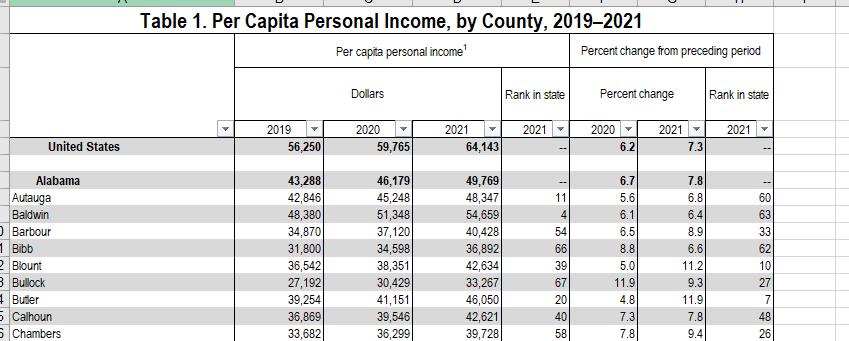 Table 1. Per Capita Personal Income, by County, 2019–2021
Per capita personal income¹ Percent change from preceding period
Dollars Rank in state Percent change Rank in state
2019 2020 2021 2021 2020 2021 2021
United States 56,250 59,765 64,143 -- 6.2 7.3 --
Alabama 43,288 46,179 49,769 -- 6.7 7.8 --
Autauga 42,846 45,248 48,347 11 5.6 6.8 60
Baldwin 48,380 51,348 54,659 4 6.1 6.4 63
Barbour 34,870 37,120 40,428 54 6.5 8.9 33
Bibb 31,800 34,598 36,892 66 8.8 6.6 62
Blount 36,542 38,351 42,634 39 5.0 11.2 10
Bullock 27,192 30,429 33,267 67 11.9 9.3 27
Butler 39,254 41,151 46,050 20 4.8 11.9 7
Calhoun 36,869 39,546 42,621 40 7.3 7.8 48
Chambers 33,682 36,299 39,728 58 7.8 9.4 26